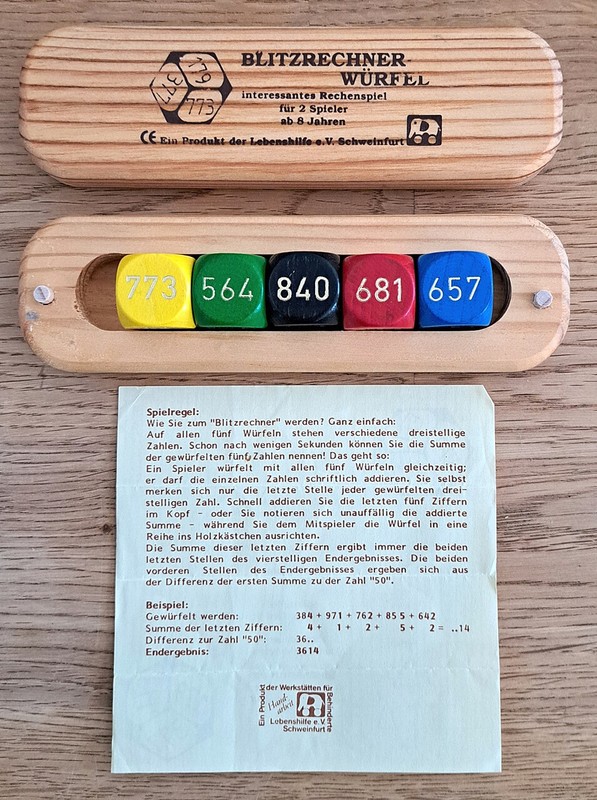 179
377
773
BLITZRECHNER-
WÜRFEL
interessantes Rechenspiel
für 2 Spieler
ab 8 Jahren
CE Ein Produkt der Lebenshilfe e.V. Schweinfurt
773 564 840 681 657
Spielregel:
Wie Sie zum "Blitzrechner" werden? Ganz einfach:
Auf allen fünf Würfeln stehen verschiedene dreistellige
Zahlen. Schon nach wenigen Sekunden können Sie die Summe
der gewürfelten fünf Zahlen nennen! Das geht so:
Ein Spieler würfelt mit allen fünf Würfeln gleichzeitig;
er darf die einzelnen Zahlen schriftlich addieren. Sie selbst
merken sich nur die letzte Stelle jeder gewürfelten drei-
stelligen Zahl. Schnell addieren Sie die letzten fünf Ziffern
im Kopf - oder Sie notieren sich unauffällig die addierte
Summe - während Sie dem Mitspieler die Würfel in eine
Reihe ins Holzkästchen ausrichten.
Die Summe dieser letzten Ziffern ergibt immer die beiden
letzten Stellen des vierstelligen Endergebnisses. Die beiden
vorderen Stellen des Endergebnisses ergeben sich aus
der Differenz der ersten Summe zu der Zahl "50".
Beispiel:
Gewürfelt werden: 384 + 971 + 762 + 855 + 642
Summe der letzten Ziffern: 4 + 1 + 2 + 5 + 2 = ..14
Differenz zur Zahl "50": 36..
Endergebnis: 3614
Ein Produkt der Werkstätten für Behinderte
Handarbeit
Lebenshilfe e.V.
Schweinfurt